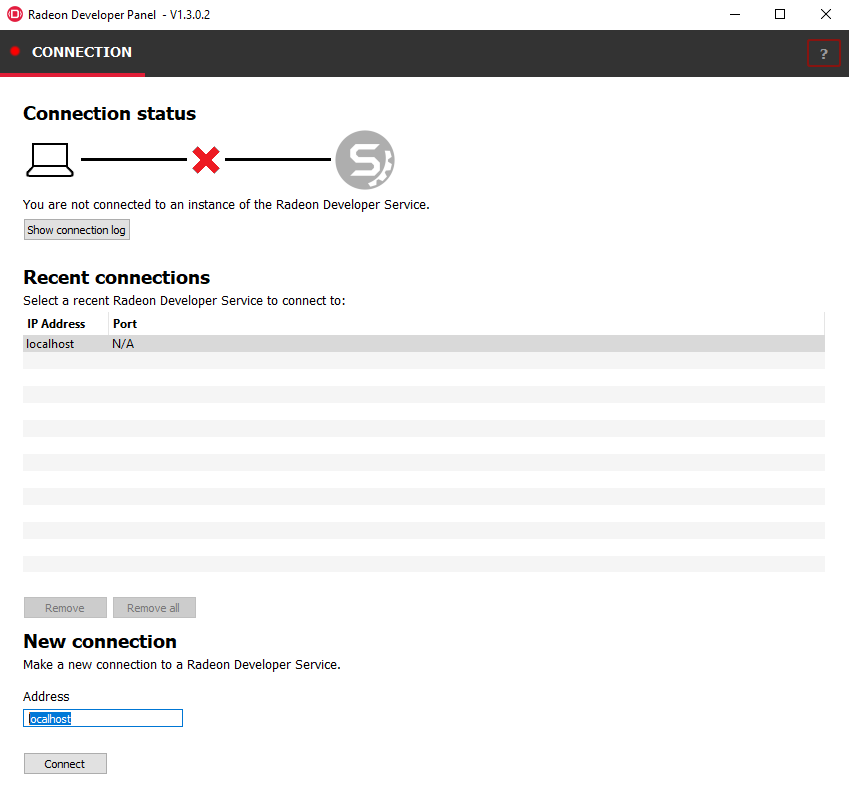 Radeon Developer Panel - V1.3.0.2
CONNECTION
?
Connection status
S
You are not connected to an instance of the Radeon Developer Service.
Show connection log
Recent connections
Select a recent Radeon Developer Service to connect to:
IP Address Port
localhost N/A
Remove Remove all
New connection
Make a new connection to a Radeon Developer Service.
Address
localhost
Connect